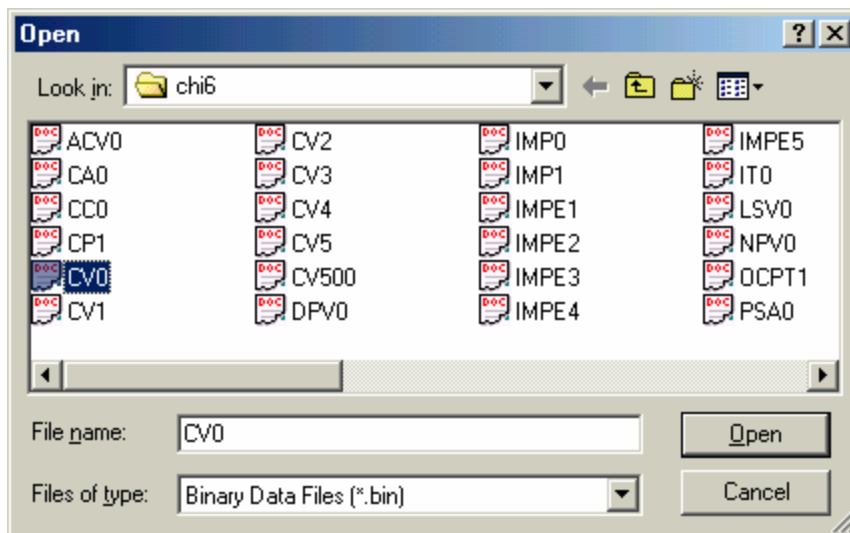 Open
Look in: chi6
ACV0 CV2 IMP0 IMPE5
CA0 CV3 IMP1 IT0
CC0 CV4 IMPE1 LSV0
CP1 CV5 IMPE2 NPV0
CV0 CV500 IMPE3 OCPT1
CV1 DPV0 IMPE4 PSA0
File name: CV0 Open
Files of type: Binary Data Files (*.bin) Cancel